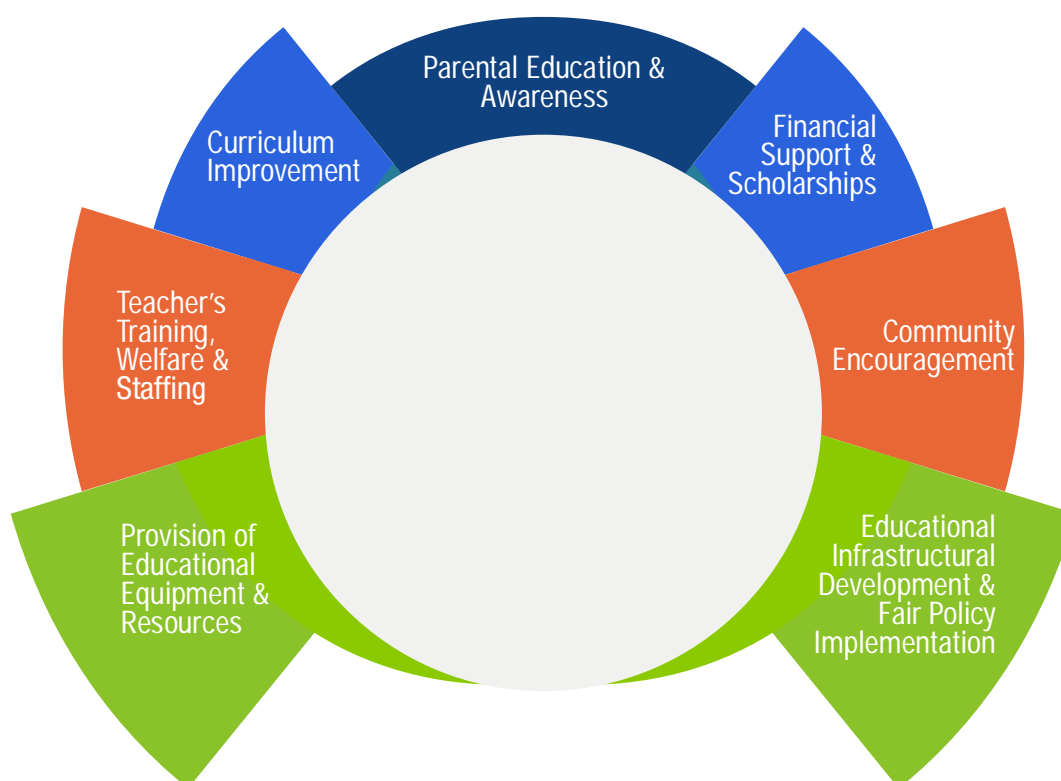 Parental Education &
Awareness
Curriculum
Improvement
Financial
Support &
Scholarships
Teacher’s
Training,
Welfare &
Staffing
Community
Encouragement
Provision of
Educational
Equipment &
Resources
Educational
Infrastructural
Development &
Fair Policy
Implementation